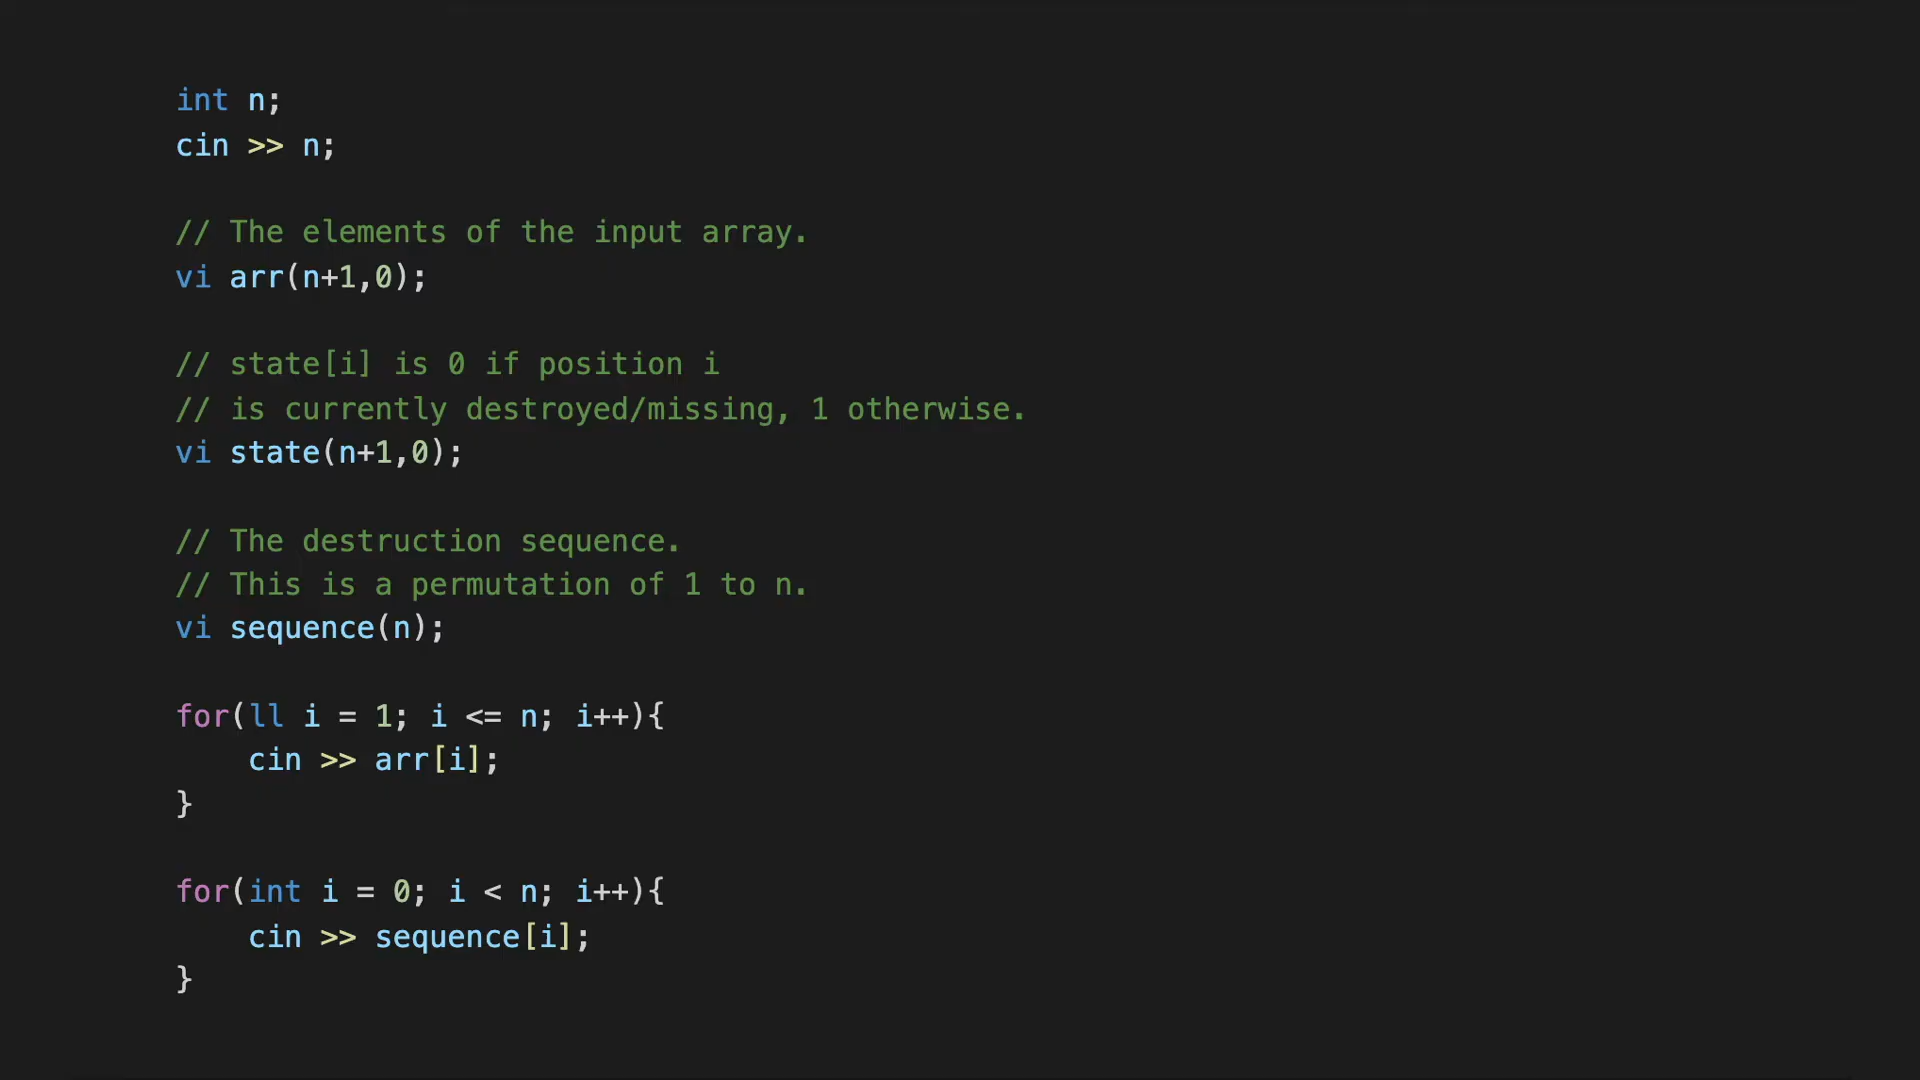 int n;
cin >> n;
// The elements of the input array.
vi arr(n+1,0);
// state[i] is 0 if position i
// is currently destroyed/missing, 1 otherwise.
vi state(n+1,0);
// The destruction sequence.
// This is a permutation of 1 to n.
vi sequence(n);
for(ll i = 1; i <= n; i++){
    cin >> arr[i];
}
for(int i = 0; i < n; i++){
    cin >> sequence[i];
}